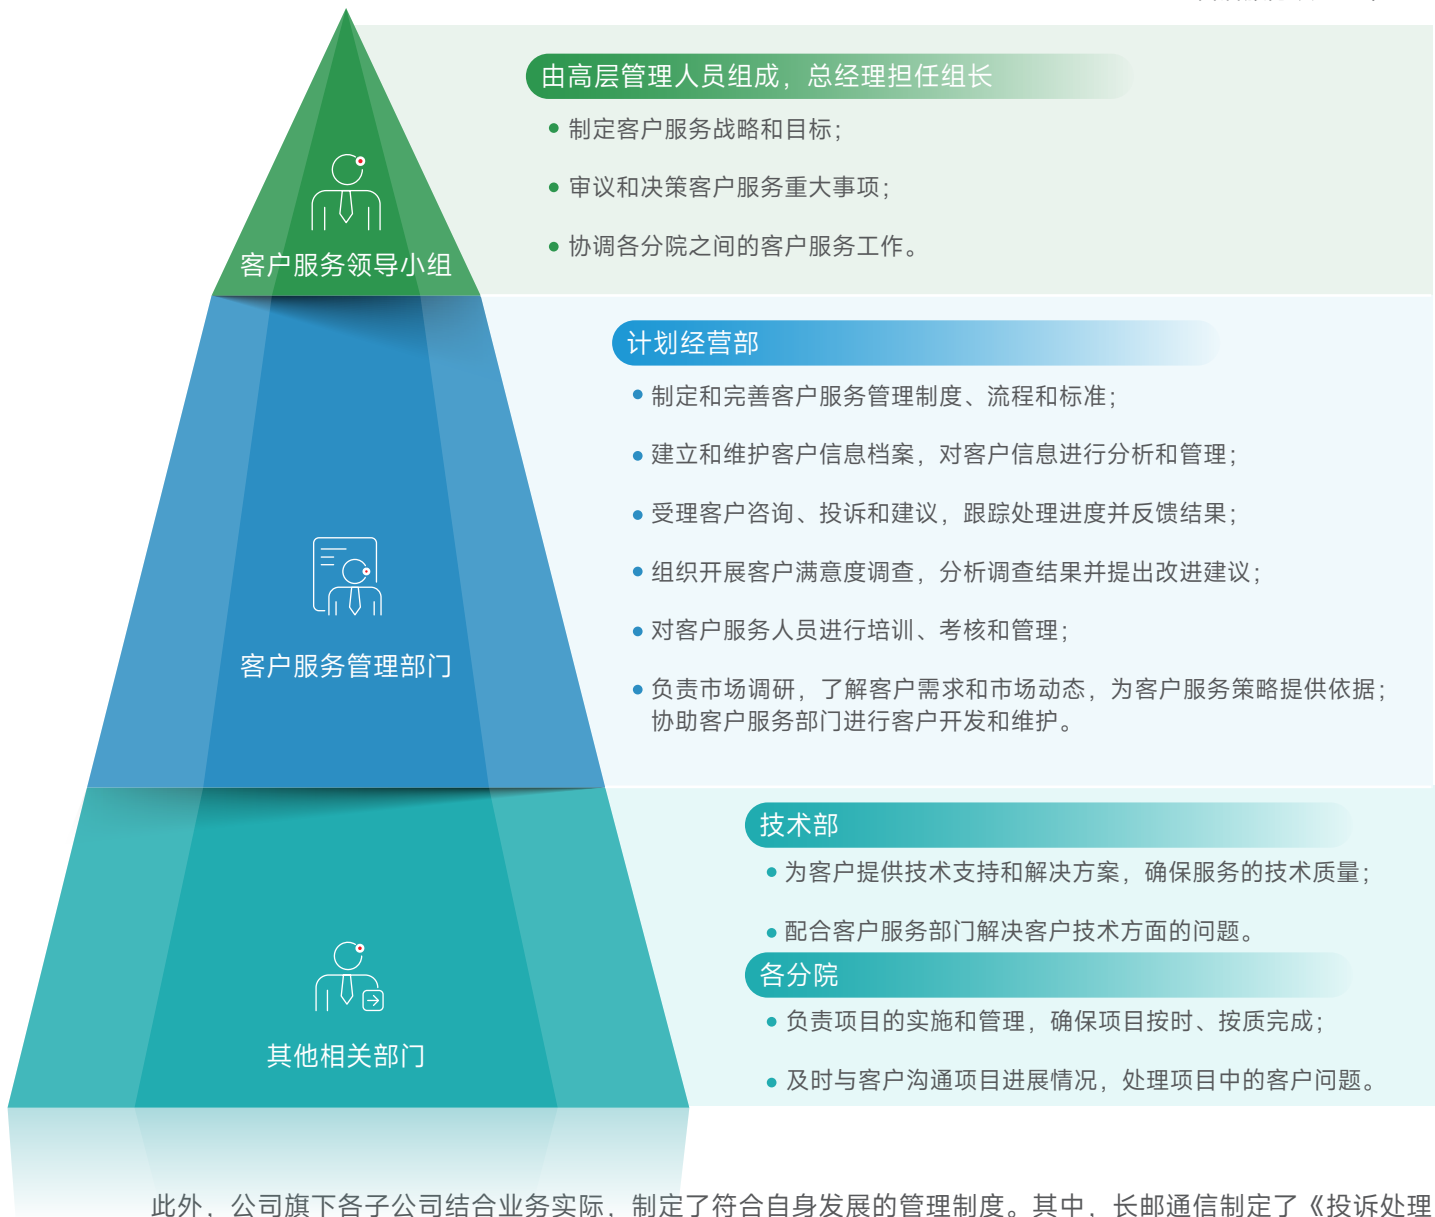 由高层管理人员组成，总经理担任组长
制定客户服务战略和目标；
审议和决策客户服务重大事项；
协调各分院之间的客户服务工作。
客户服务领导小组
计划经营部
制定和完善客户服务管理制度、流程和标准；
建立和维护客户信息档案，对客户信息进行分析和管理；
受理客户咨询、投诉和建议，跟踪处理进度并反馈结果；
组织开展客户满意度调查，分析调查结果并提出改进建议；
对客户服务人员进行培训、考核和管理；
负责市场调研，了解客户需求和市场动态，为客户服务策略提供依据；
协助客户服务部门进行客户开发和维护。
客户服务管理部门
技术部
为客户提供技术支持和解决方案，确保服务的技术质量；
配合客户服务部门解决客户技术方面的问题。
各分院
负责项目的实施和管理，确保项目按时、按质完成；
及时与客户沟通项目进展情况，处理项目中的客户问题。
其他相关部门
此外，公司旗下各子公司结合业务实际，制定了符合自身发展的管理制度。其中，长邮通信制定了《投诉处理